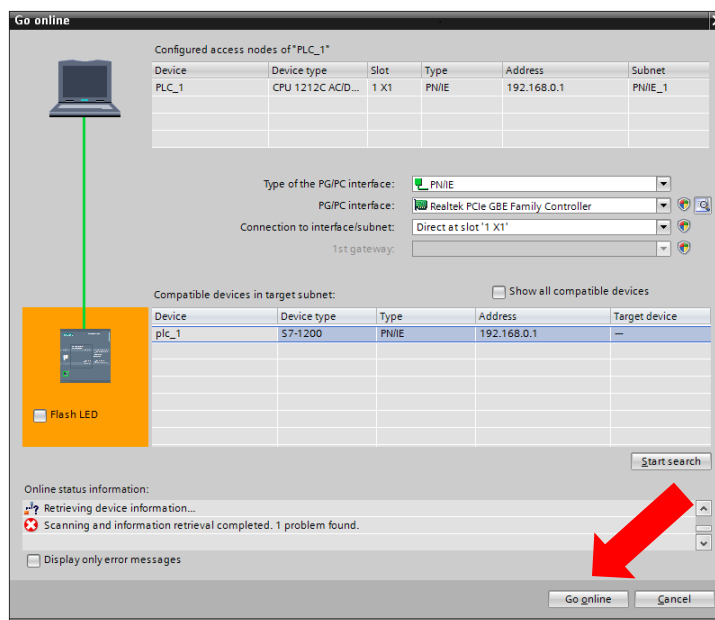 Go online
Configured access nodes of "PLC_1"
Device Device type Slot Type Address Subnet
PLC_1 CPU 1212C AC/D... 1 X1 PN/IE 192.168.0.1 PN/IE_1
Type of the PG/PC interface: PN/IE
PG/PC interface: Realtek PCIe GBE Family Controller
Connection to interface/subnet: Direct at slot '1 X1'
1st gateway:
Compatible devices in target subnet: Show all compatible devices
Device Device type Type Address Target device
plc_1 S7-1200 PN/IE 192.168.0.1 —
Flash LED
Start search
Online status information:
Retrieving device information...
Scanning and information retrieval completed. 1 problem found.
Display only error messages
Go online Cancel